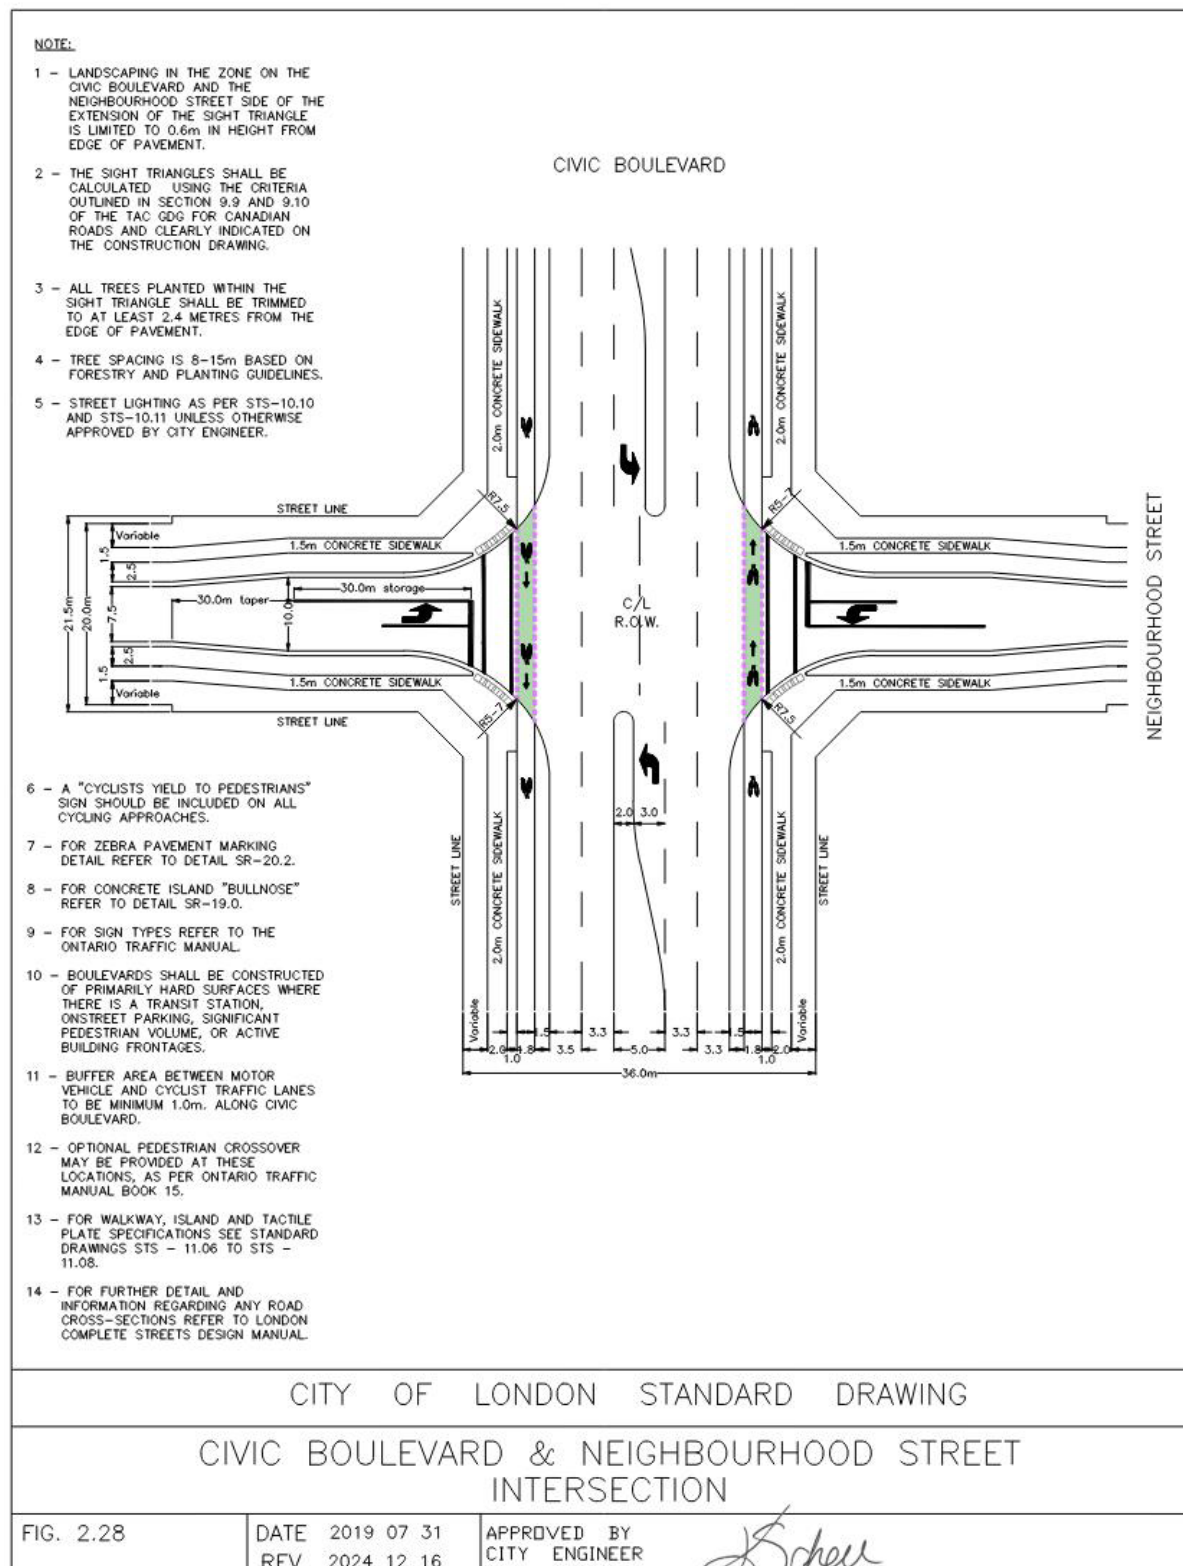 NOTE:
1 – LANDSCAPING IN THE ZONE ON THE
CIVIC BOULEVARD AND THE
NEIGHBOURHOOD STREET SIDE OF THE
EXTENSION OF THE SIGHT TRIANGLE
IS LIMITED TO 0.6m IN HEIGHT FROM
EDGE OF PAVEMENT.
2 – THE SIGHT TRIANGLES SHALL BE
CALCULATED USING THE CRITERIA
OUTLINED IN SECTION 9.9 AND 9.10
OF THE TAC GDG FOR CANADIAN
ROADS AND CLEARLY INDICATED ON
THE CONSTRUCTION DRAWING.
3 – ALL TREES PLANTED WITHIN THE
SIGHT TRIANGLE SHALL BE TRIMMED
TO AT LEAST 2.4 METRES FROM THE
EDGE OF PAVEMENT.
4 – TREE SPACING IS 8–15m BASED ON
FORESTRY AND PLANTING GUIDELINES.
5 – STREET LIGHTING AS PER STS–10.10
AND STS–10.11 UNLESS OTHERWISE
APPROVED BY CITY ENGINEER.
CIVIC BOULEVARD
2.0m CONCRETE SIDEWALK
2.0m CONCRETE SIDEWALK
STREET LINE
R7.5
R5–7
Variable
1.5m CONCRETE SIDEWALK
1.5m CONCRETE SIDEWALK
1.5
2.5
30.0m storage
30.0m taper
10.0
21.5m
20.0m
7.5
C/L
R.O.W.
2.5
1.5
Variable
1.5m CONCRETE SIDEWALK
1.5m CONCRETE SIDEWALK
STREET LINE
R5–7
R7.5
NEIGHBOURHOOD STREET
6 – A "CYCLISTS YIELD TO PEDESTRIANS"
SIGN SHOULD BE INCLUDED ON ALL
CYCLING APPROACHES.
7 – FOR ZEBRA PAVEMENT MARKING
DETAIL REFER TO DETAIL SR–20.2.
8 – FOR CONCRETE ISLAND "BULLNOSE"
REFER TO DETAIL SR–19.0.
9 – FOR SIGN TYPES REFER TO THE
ONTARIO TRAFFIC MANUAL.
10 – BOULEVARDS SHALL BE CONSTRUCTED
OF PRIMARILY HARD SURFACES WHERE
THERE IS A TRANSIT STATION,
ONSTREET PARKING, SIGNIFICANT
PEDESTRIAN VOLUME, OR ACTIVE
BUILDING FRONTAGES.
11 – BUFFER AREA BETWEEN MOTOR
VEHICLE AND CYCLIST TRAFFIC LANES
TO BE MINIMUM 1.0m. ALONG CIVIC
BOULEVARD.
12 – OPTIONAL PEDESTRIAN CROSSOVER
MAY BE PROVIDED AT THESE
LOCATIONS, AS PER ONTARIO TRAFFIC
MANUAL BOOK 15.
13 – FOR WALKWAY, ISLAND AND TACTILE
PLATE SPECIFICATIONS SEE STANDARD
DRAWINGS STS – 11.06 TO STS –
11.08.
14 – FOR FURTHER DETAIL AND
INFORMATION REGARDING ANY ROAD
CROSS–SECTIONS REFER TO LONDON
COMPLETE STREETS DESIGN MANUAL.
2.0 3.0
STREET LINE
2.0m CONCRETE SIDEWALK
2.0m CONCRETE SIDEWALK
STREET LINE
Variable
Variable
1.5 3.3 3.3 1.5
2.0 1.8 3.5 5.0 3.3 1.8 2.0
1.0 1.0
36.0m
CITY OF LONDON STANDARD DRAWING
CIVIC BOULEVARD & NEIGHBOURHOOD STREET
INTERSECTION
FIG. 2.28
DATE 2019 07 31
REV. 2024 12 16
APPROVED BY
CITY ENGINEER